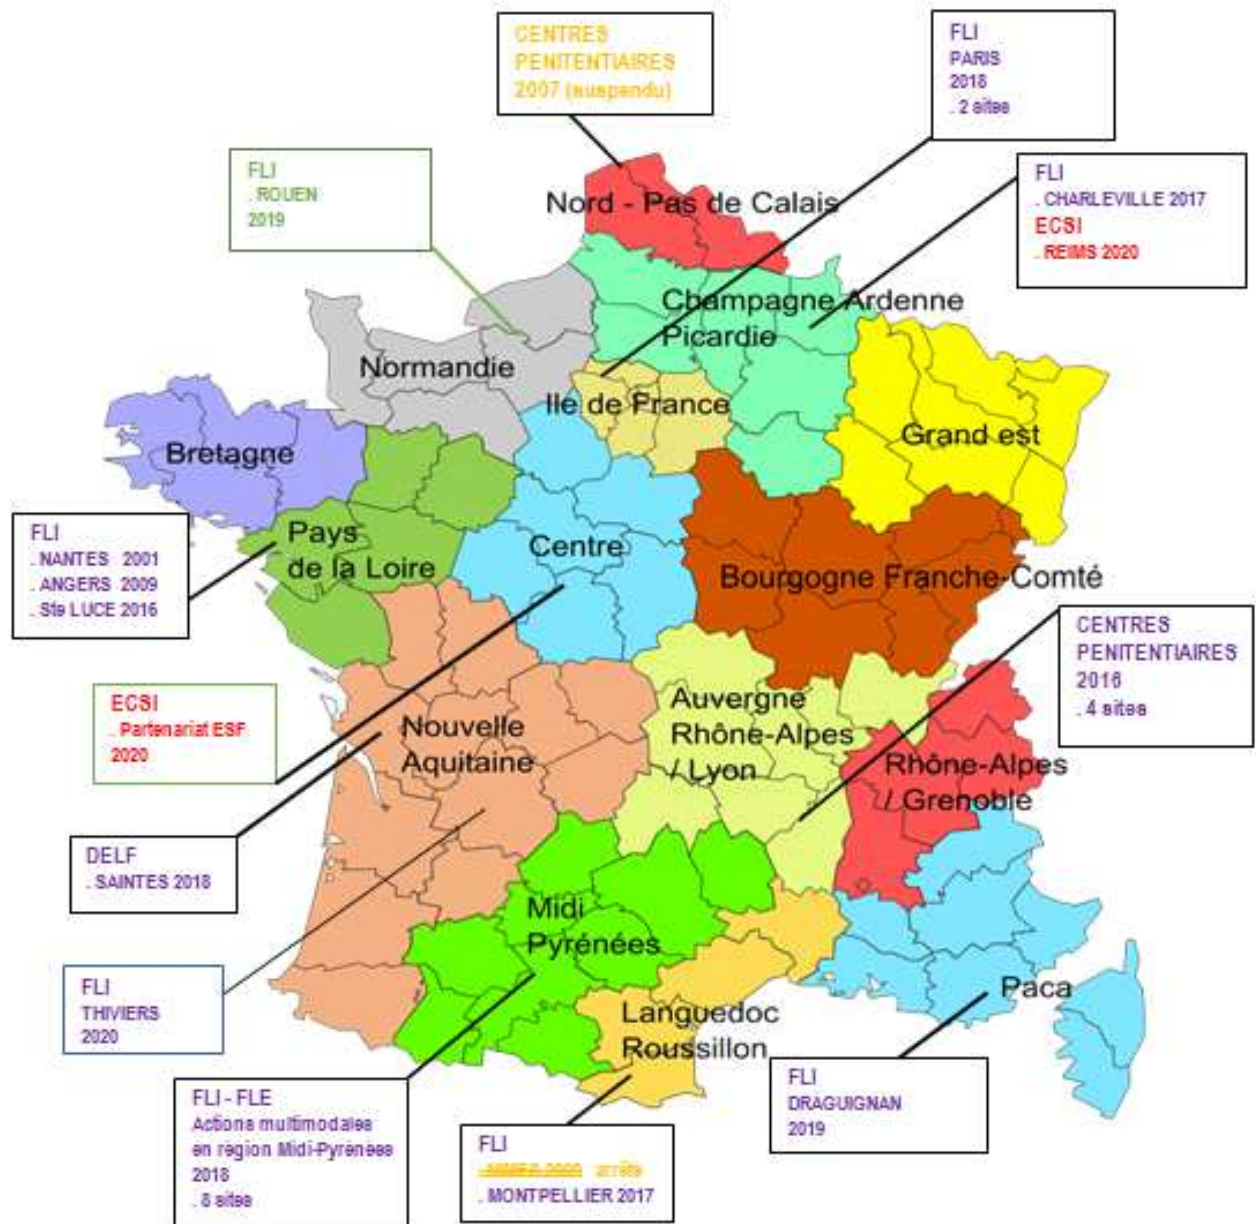 CENTRES
PENITENTIAIRES
2007 (suspendu)
FLI
PARIS
2018
. 2 sites
FLI
. ROUEN
2019
FLI
. CHARLEVILLE 2017
ECSI
. REIMS 2020
Nord - Pas de Calais
Champagne Ardenne
Picardie
Normandie
Ile de France
Grand est
Bretagne
FLI
. NANTES 2001
. ANGERS 2009
. Ste LUCE 2016
Pays
de la Loire
Centre
Bourgogne Franche-Comté
CENTRES
PENITENTIAIRES
2016
. 4 sites
ECSI
. Partenariat ESF
2020
Nouvelle
Aquitaine
Auvergne
Rhône-Alpes
/ Lyon
Rhône-Alpes
/ Grenoble
DELF
. SAINTES 2018
Midi
Pyrénées
FLI
THIVIERS
2020
Languedoc
Roussillon
Paca
FLI - FLE
Actions multimodales
en région Midi-Pyrénées
2018
. 8 sites
FLI
arrêté
. MONTPELLIER 2017
FLI
DRAGUIGNAN
2019